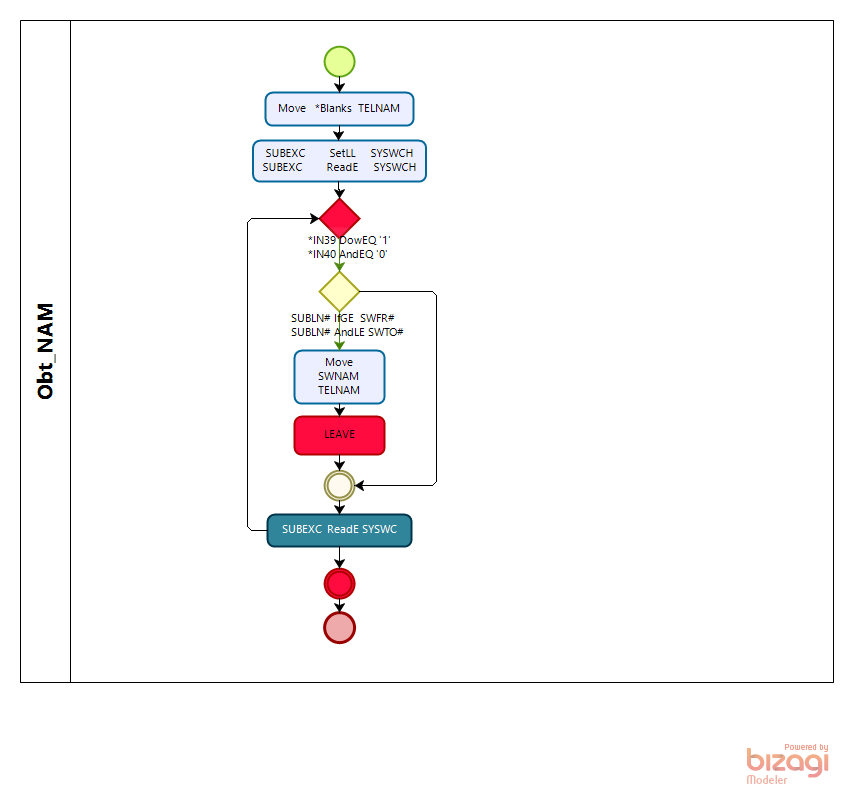 Obt_NAM
Move *Blanks TELNAM
SUBEXC SetLL SYSWCH
SUBEXC ReadE SYSWCH
*IN39 DowEQ '1'
*IN40 AndEQ '0'
SUBLN# IfGE SWFR#
SUBLN# AndLE SWTO#
Move
SWNAM
TELNAM
LEAVE
SUBEXC ReadE SYSWC
Powered by
bizagi
Modeler